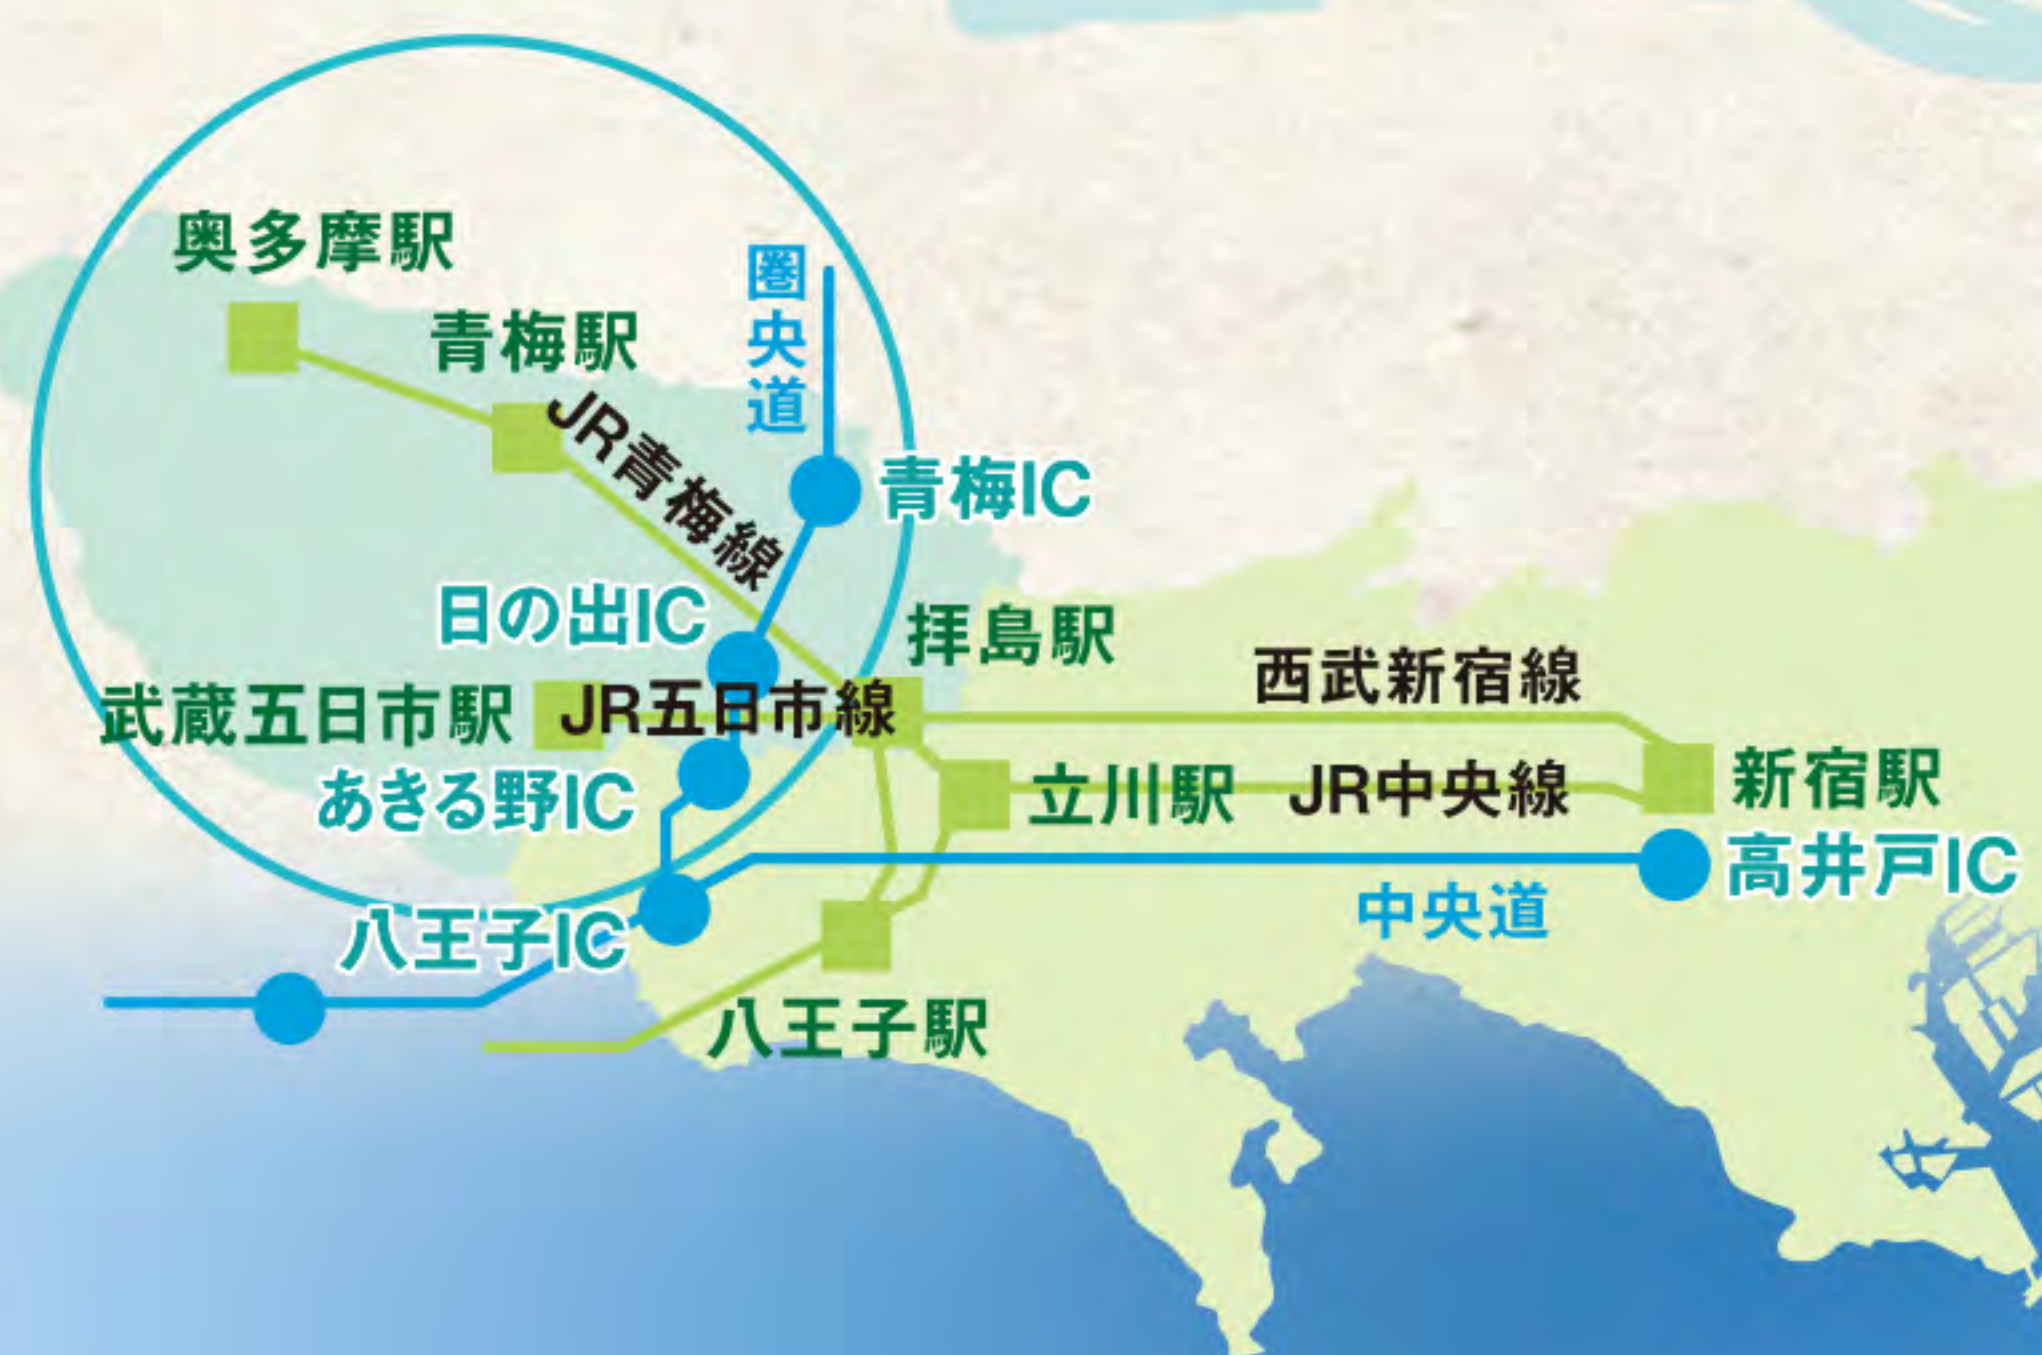 奥多摩駅
圏央道
青梅駅
JR青梅線
青梅IC
日の出IC
拝島駅
西武新宿線
武蔵五日市駅
JR五日市線
あきる野IC
立川駅
JR中央線
新宿駅
高井戸IC
中央道
八王子IC
八王子駅